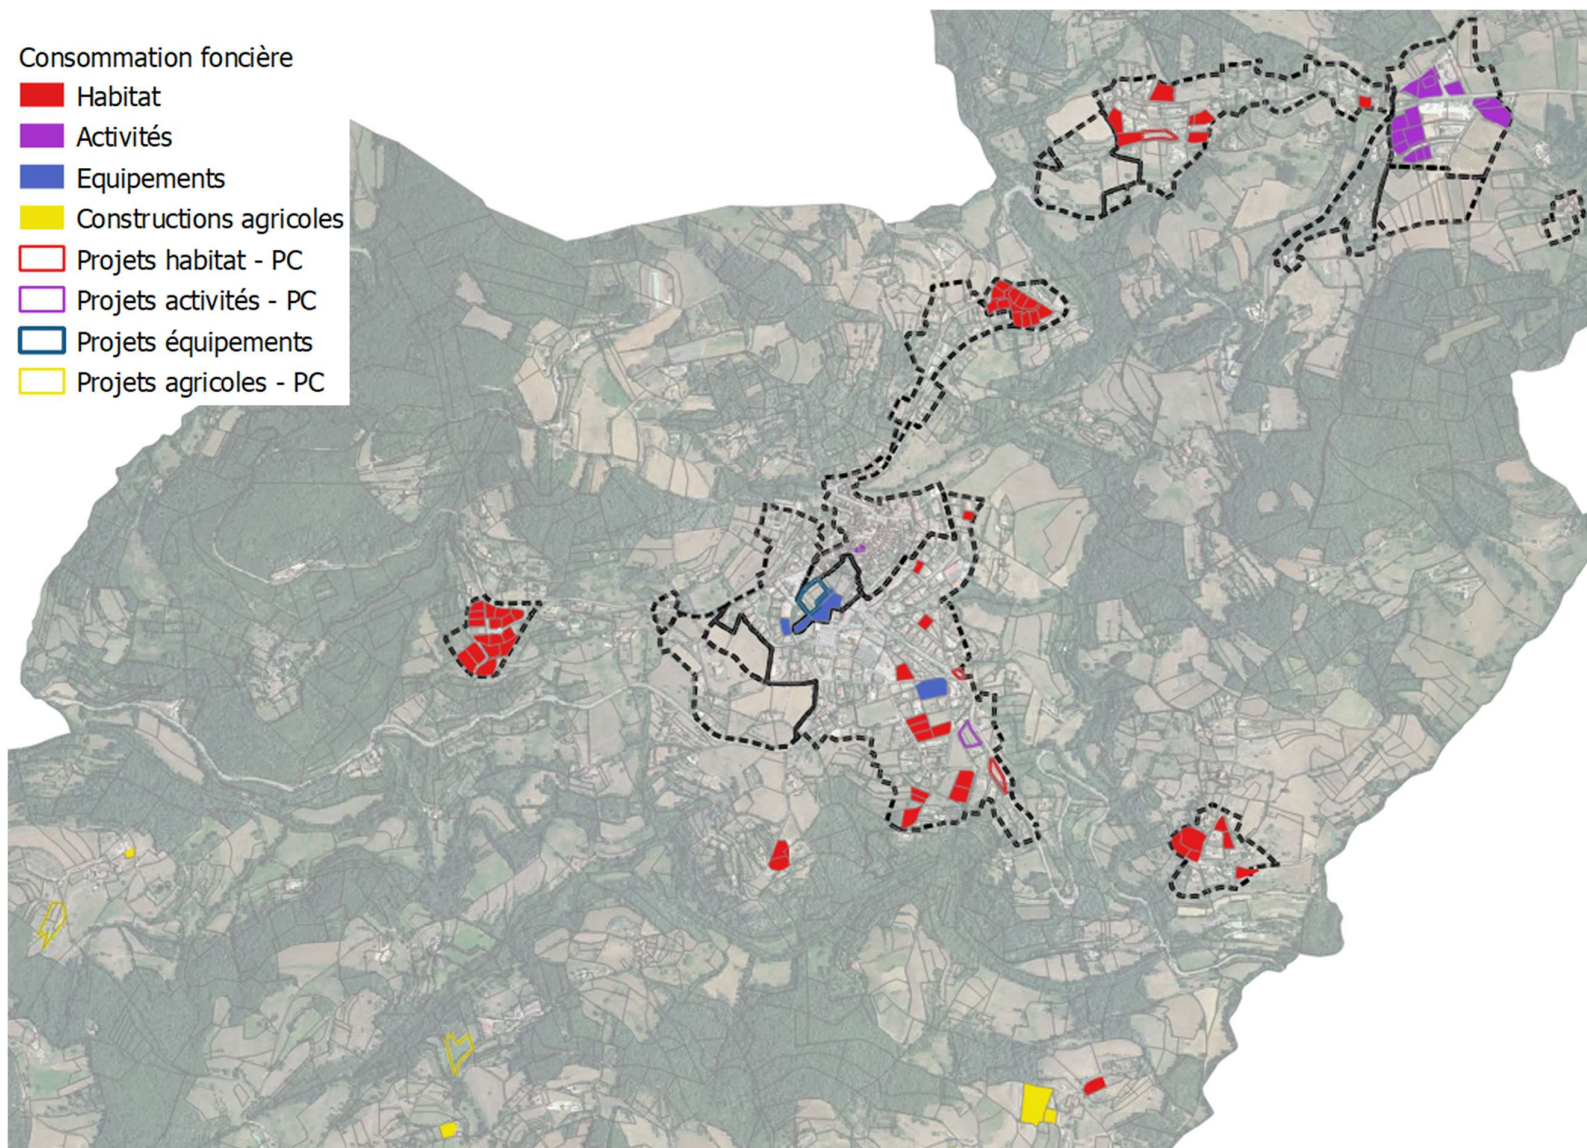 Consommation foncière
Habitat
Activités
Equipements
Constructions agricoles
Projets habitat - PC
Projets activités - PC
Projets équipements
Projets agricoles - PC